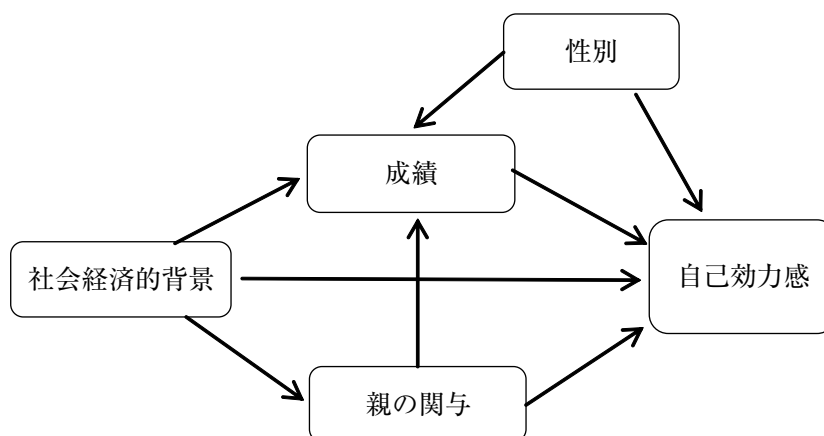 性別
成績
社会経済的背景
自己効力感
親の関与